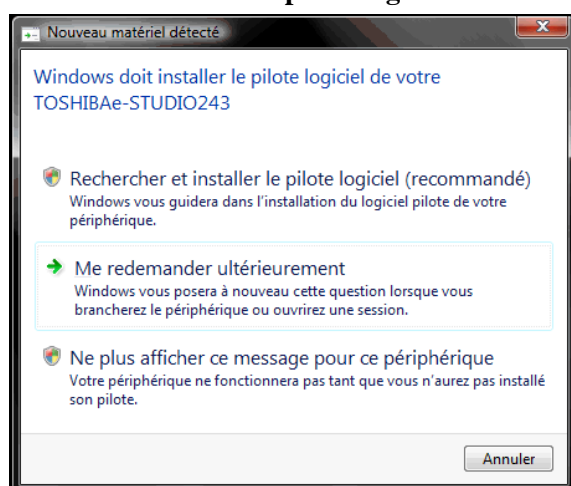 Nouveau matériel détecté
Windows doit installer le pilote logiciel de votre
TOSHIBAe-STUDIO243
Rechercher et installer le pilote logiciel (recommandé)
Windows vous guidera dans l'installation du logiciel pilote de votre
périphérique.
Me redemander ultérieurement
Windows vous posera à nouveau cette question lorsque vous
brancherez le périphérique ou ouvrirez une session.
Ne plus afficher ce message pour ce périphérique
Votre périphérique ne fonctionnera pas tant que vous n'aurez pas installé
son pilote.
Annuler